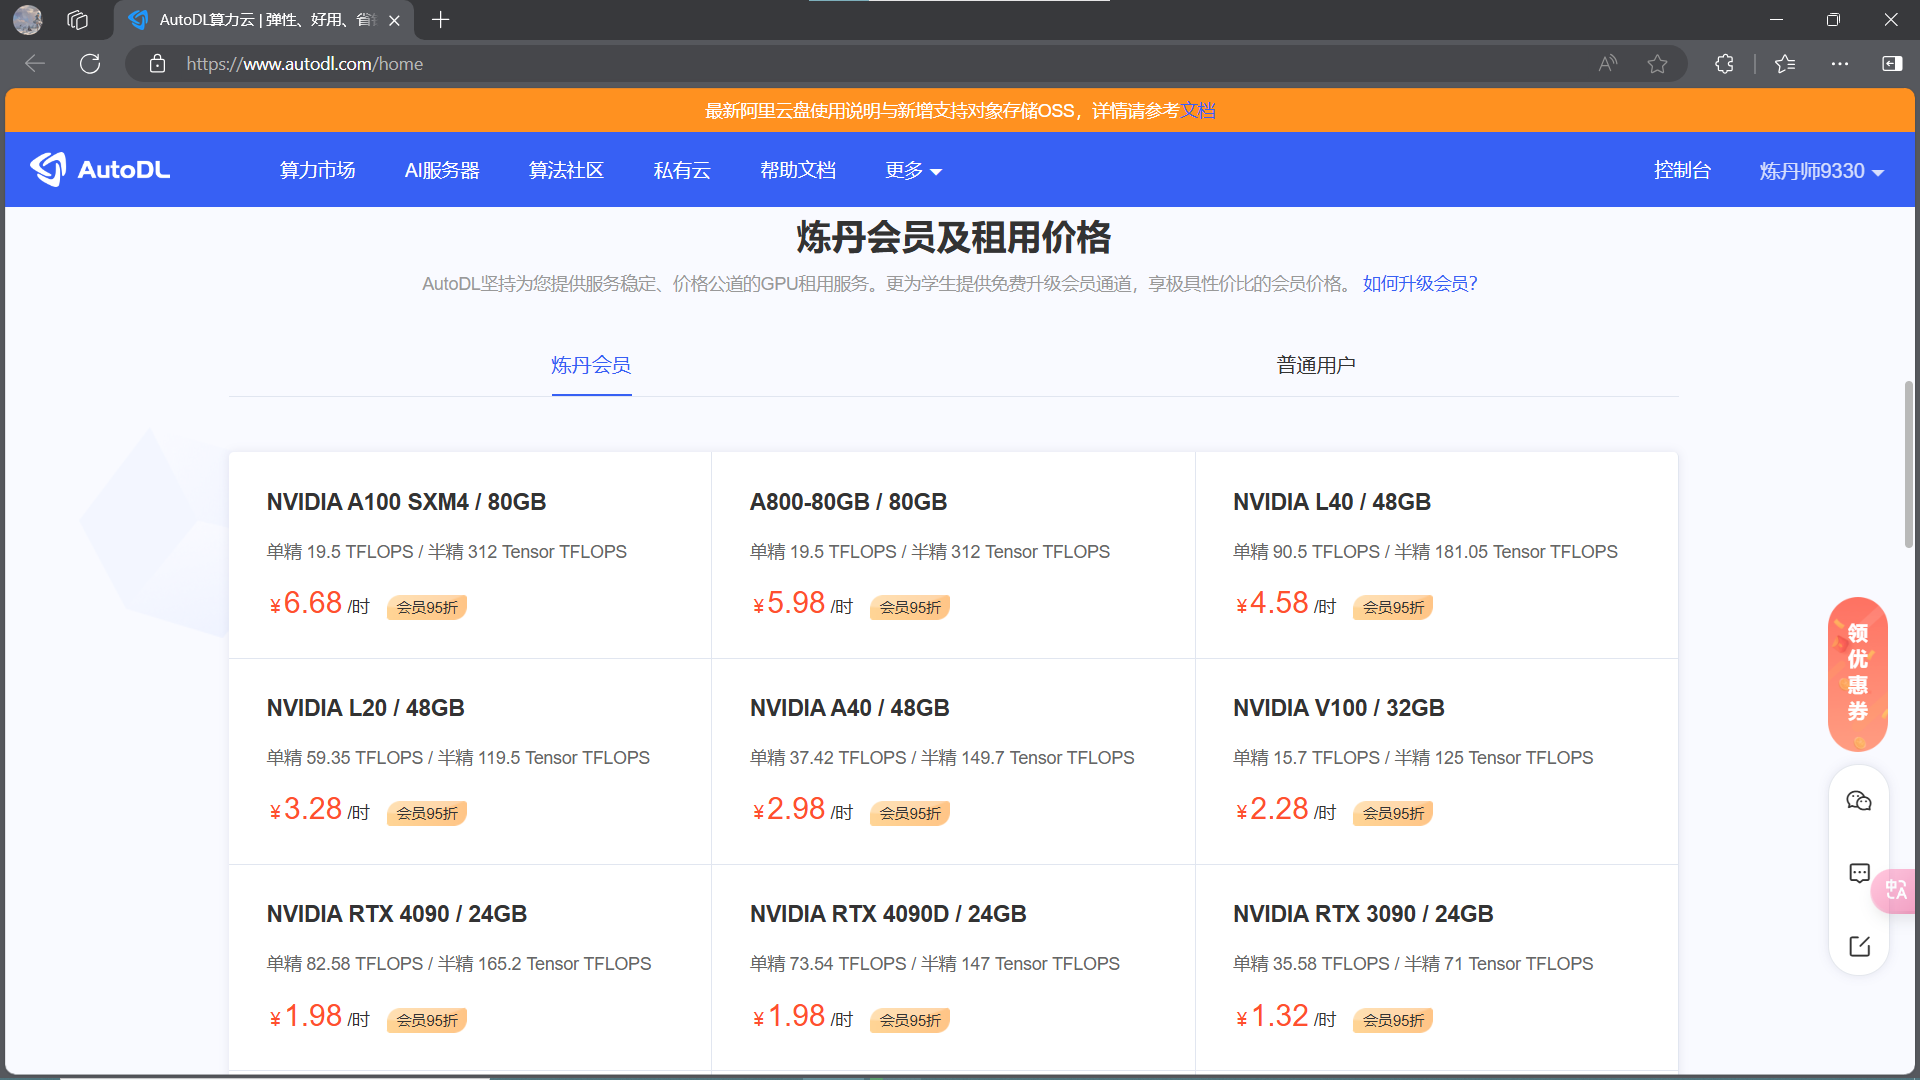 AutoDL算力云 | 弹性、好用、省
https://www.autodl.com/home
最新阿里云盘使用说明与新增支持对象存储OSS，详情请参考文档
AutoDL 算力市场 AI服务器 算法社区 私有云 帮助文档 更多 控制台 炼丹师9330
炼丹会员及租用价格
AutoDL坚持为您提供服务稳定、价格公道的GPU租用服务。更为学生提供免费升级会员通道，享极具性价比的会员价格。 如何升级会员?
炼丹会员 普通用户
NVIDIA A100 SXM4 / 80GB
单精 19.5 TFLOPS / 半精 312 Tensor TFLOPS
¥6.68 /时 会员95折
A800-80GB / 80GB
单精 19.5 TFLOPS / 半精 312 Tensor TFLOPS
¥5.98 /时 会员95折
NVIDIA L40 / 48GB
单精 90.5 TFLOPS / 半精 181.05 Tensor TFLOPS
¥4.58 /时 会员95折
NVIDIA L20 / 48GB
单精 59.35 TFLOPS / 半精 119.5 Tensor TFLOPS
¥3.28 /时 会员95折
NVIDIA A40 / 48GB
单精 37.42 TFLOPS / 半精 149.7 Tensor TFLOPS
¥2.98 /时 会员95折
NVIDIA V100 / 32GB
单精 15.7 TFLOPS / 半精 125 Tensor TFLOPS
¥2.28 /时 会员95折
NVIDIA RTX 4090 / 24GB
单精 82.58 TFLOPS / 半精 165.2 Tensor TFLOPS
¥1.98 /时 会员95折
NVIDIA RTX 4090D / 24GB
单精 73.54 TFLOPS / 半精 147 Tensor TFLOPS
¥1.98 /时 会员95折
NVIDIA RTX 3090 / 24GB
单精 35.58 TFLOPS / 半精 71 Tensor TFLOPS
¥1.32 /时 会员95折
领优惠券
中A